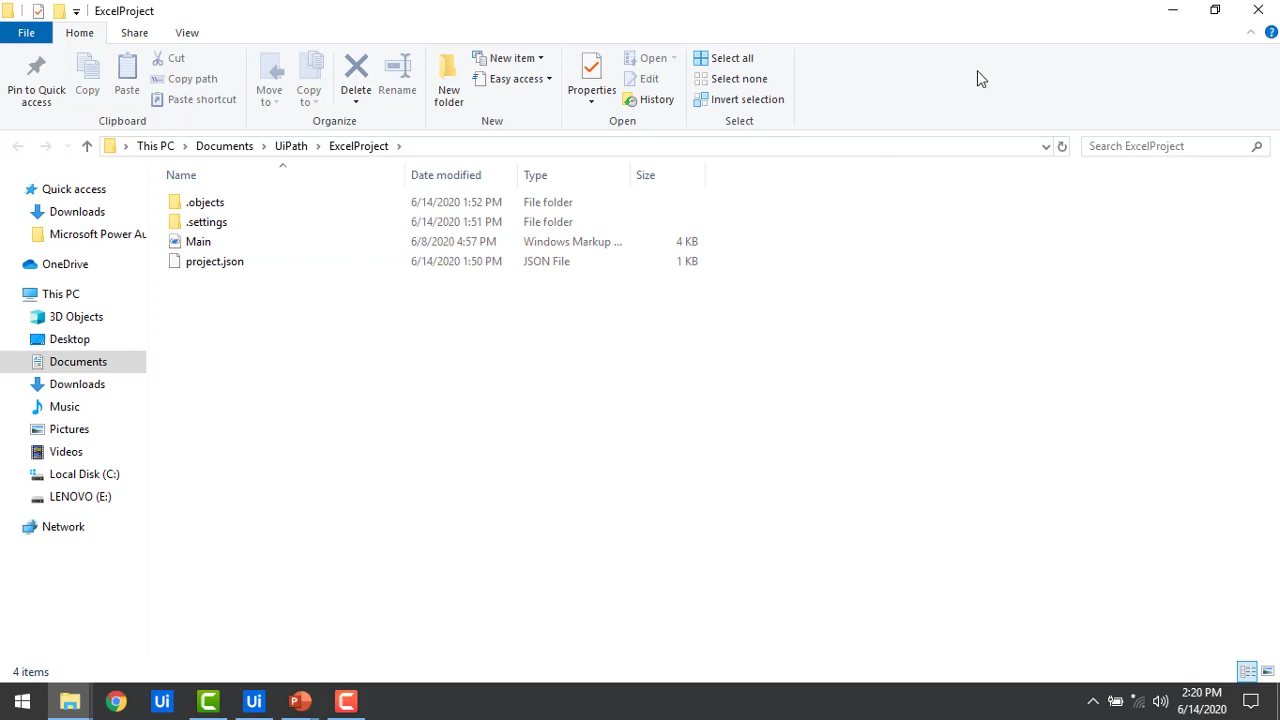 ExcelProject
File Home Share View
Pin to Quick access
Copy
Paste
Cut
Copy path
Paste shortcut
Clipboard
Move to
Copy to
Delete
Rename
Organize
New folder
New item
Easy access
New
Properties
Open
Edit
History
Open
Select all
Select none
Invert selection
Select
This PC > Documents > UiPath > ExcelProject >
Search ExcelProject
Name Date modified Type Size
.objects 6/14/2020 1:52 PM File folder
.settings 6/14/2020 1:51 PM File folder
Main 6/8/2020 4:57 PM Windows Markup ... 4 KB
project.json 6/14/2020 1:50 PM JSON File 1 KB
Quick access
Downloads
Microsoft Power Au
OneDrive
This PC
3D Objects
Desktop
Documents
Downloads
Music
Pictures
Videos
Local Disk (C:)
LENOVO (E:)
Network
4 items
Ui
Ui
2:20 PM
6/14/2020